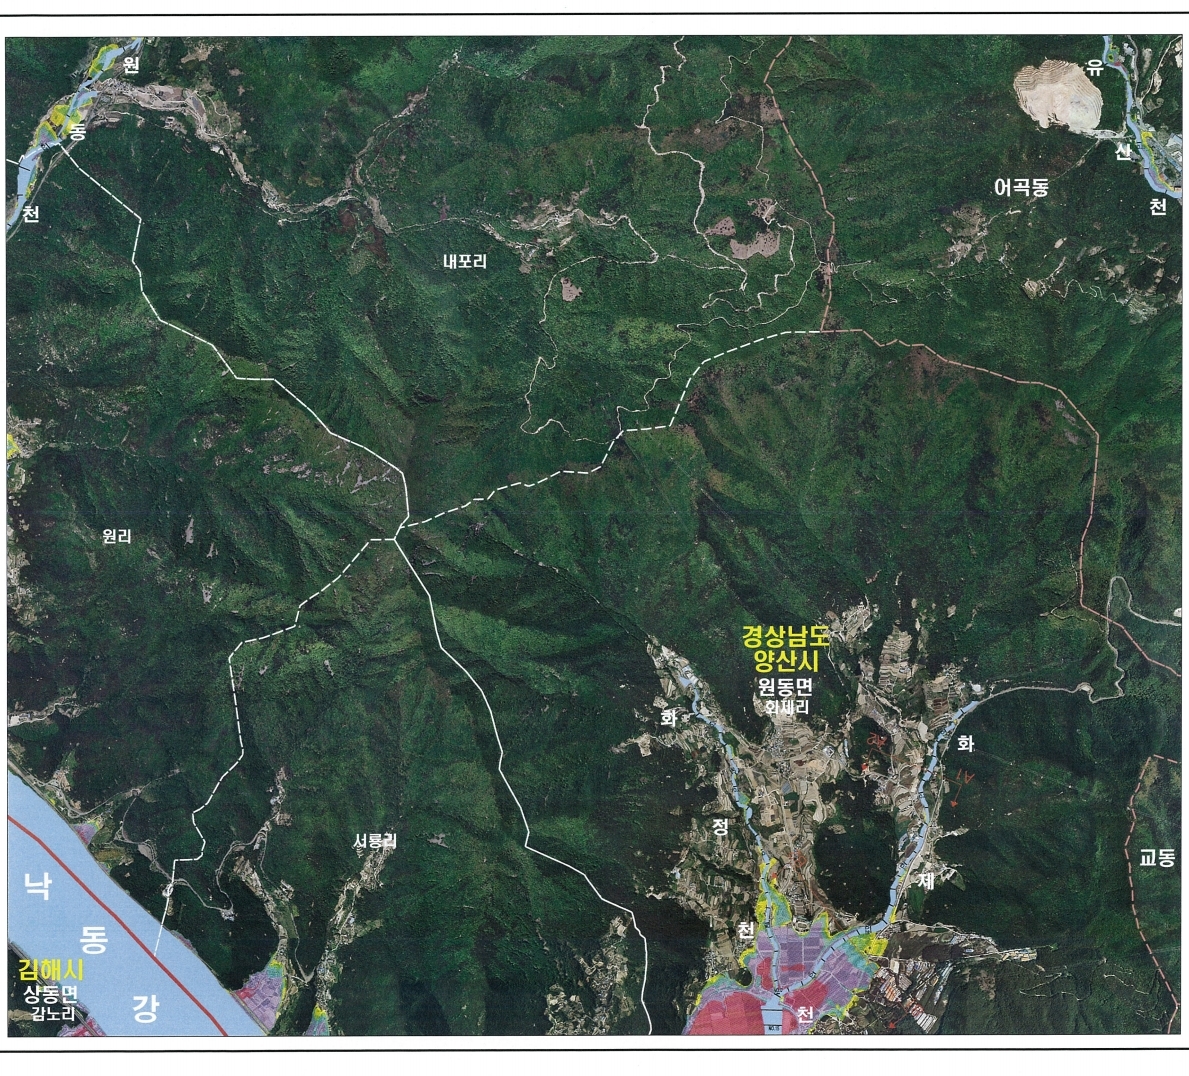 원
동
천
유
산
천
어곡동
내포리
원리
경상남도
양산시
원동면
화제리
화
정
천
화
제
천
서룡리
교동
낙
동
강
김해시
상동면
감노리